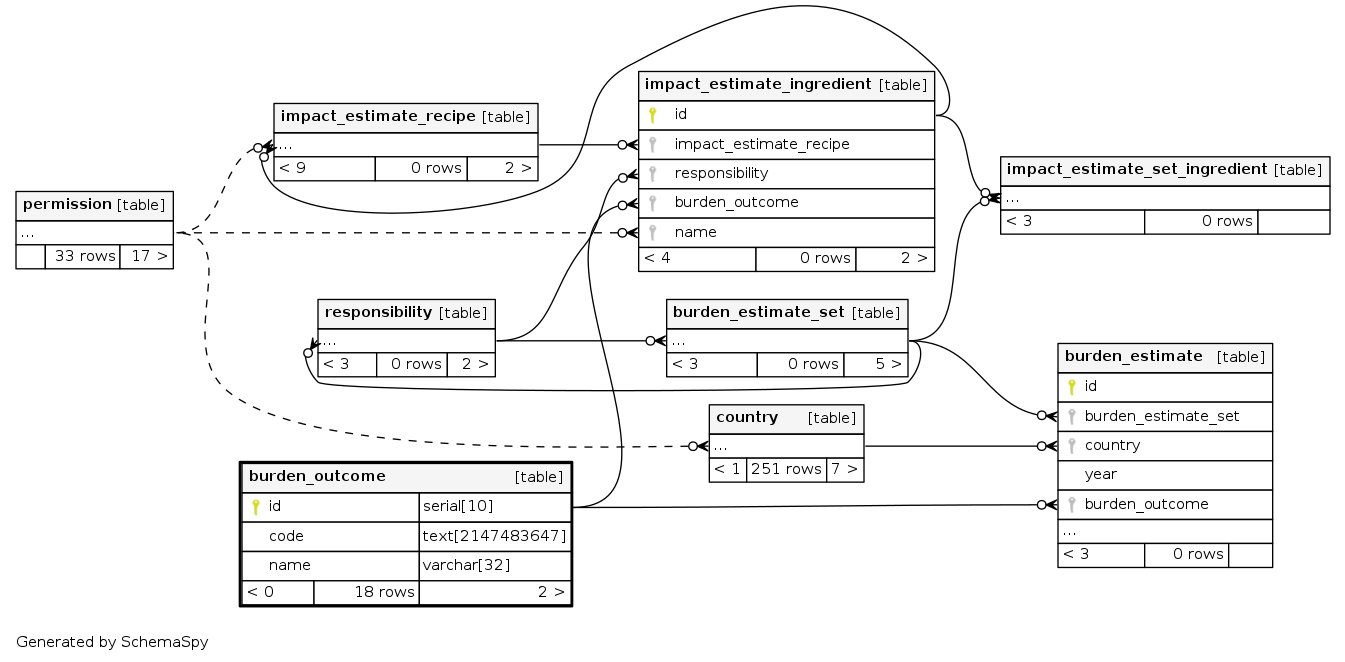 impact_estimate_recipe [table]
...
< 9 0 rows 2 >
impact_estimate_ingredient [table]
id
impact_estimate_recipe
responsibility
burden_outcome
name
< 4 0 rows 2 >
impact_estimate_set_ingredient [table]
...
< 3 0 rows
permission [table]
...
33 rows 17 >
responsibility [table]
...
< 3 0 rows 2 >
burden_estimate_set [table]
...
< 3 0 rows 5 >
burden_estimate [table]
id
burden_estimate_set
country
year
burden_outcome
...
< 3 0 rows
country [table]
...
< 1 251 rows 7 >
burden_outcome [table]
id serial[10]
code text[2147483647]
name varchar[32]
< 0 18 rows 2 >
Generated by SchemaSpy